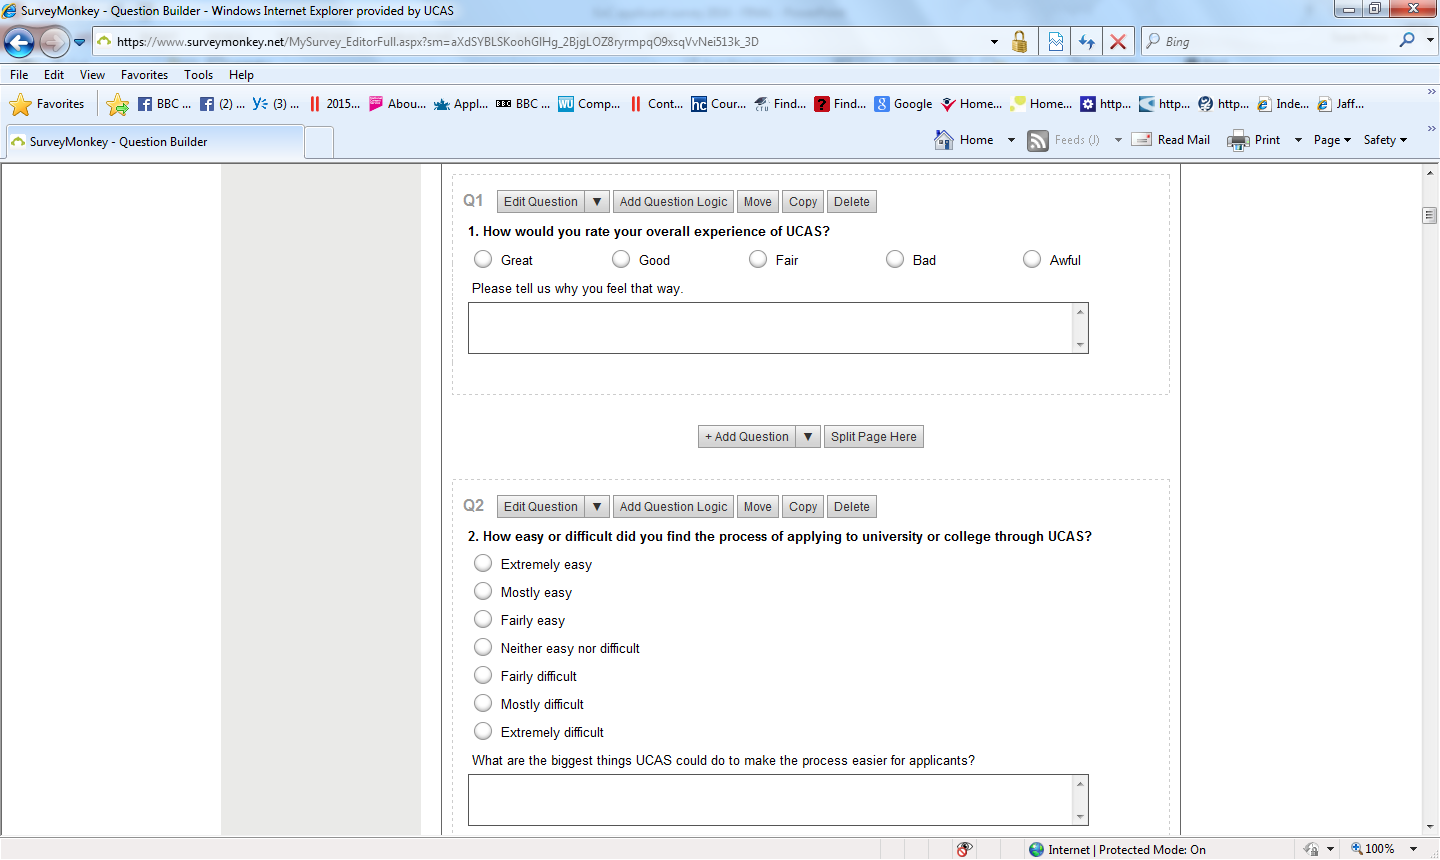 SurveyMonkey - Question Builder - Windows Internet Explorer provided by UCAS
https://www.surveymonkey.net/MySurvey_EditorFull.aspx?sm=aXdSYBLSKoohGIHg_2BjgLOZ8ryrmpqO9xsqVvNei513k_3D
Bing
File Edit View Favorites Tools Help
Favorites BBC ... (2) ... (3) ... 2015... Abou... Appl... BBC ... Comp... Cont... Cour... Find... Find... Google Home... Home... http... http... http... Inde... Jaff...
SurveyMonkey - Question Builder
Home Feeds (J) Read Mail Print Page Safety
Q1 Edit Question Add Question Logic Move Copy Delete
1. How would you rate your overall experience of UCAS?
Great Good Fair Bad Awful
Please tell us why you feel that way.
+ Add Question Split Page Here
Q2 Edit Question Add Question Logic Move Copy Delete
2. How easy or difficult did you find the process of applying to university or college through UCAS?
Extremely easy
Mostly easy
Fairly easy
Neither easy nor difficult
Fairly difficult
Mostly difficult
Extremely difficult
What are the biggest things UCAS could do to make the process easier for applicants?
Internet | Protected Mode: On
100%